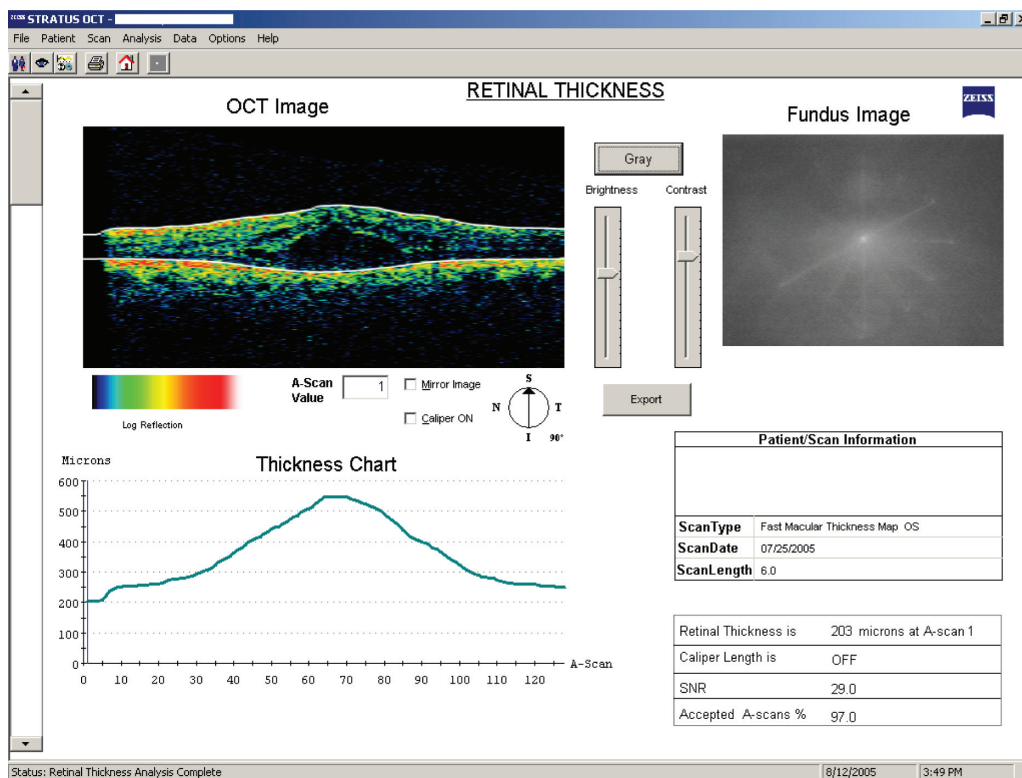 ZEISS STRATUS OCT -
File Patient Scan Analysis Data Options Help
RETINAL THICKNESS
ZEISS
OCT Image
Fundus Image
Gray
Brightness Contrast
A-Scan Value 1
Mirror Image
Caliper ON
S
N T
I 90°
Export
Log Reflection
Microns
Thickness Chart
600
500
400
300
200
100
0
A-Scan
0 10 20 30 40 50 60 70 80 90 100 110 120
Patient/Scan Information
ScanType Fast Macular Thickness Map OS
ScanDate 07/25/2005
ScanLength 6.0
Retinal Thickness is 203 microns at A-scan 1
Caliper Length is OFF
SNR 29.0
Accepted A-scans % 97.0
Status: Retinal Thickness Analysis Complete 8/12/2005 3:49 PM